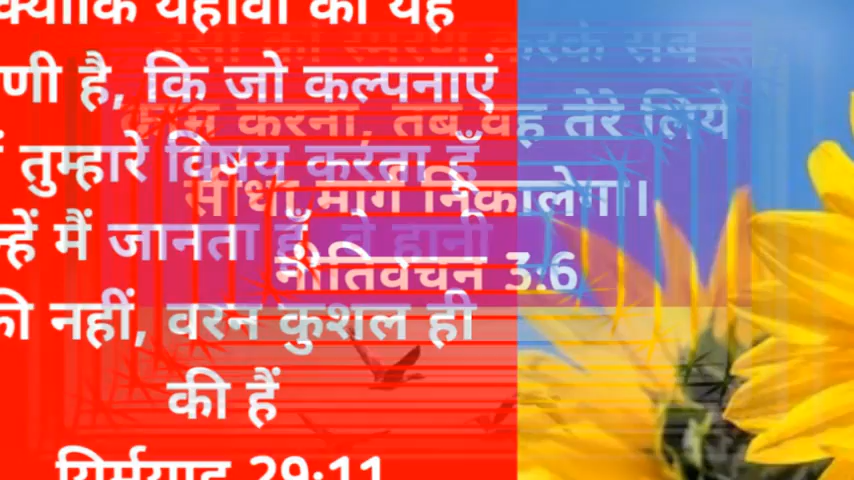 क्योंकि यहोवा की यह
णी है, कि जो कल्पनाएं
तुम्हारे विषय करता हूँ
न्हें मैं जानता हूँ, वे हानी
की नहीं, वरन कुशल ही
की हैं
यिर्मयाह 29:11
करके सब
काम करना, तब वह तेरे लिये
सीधा मार्ग निकालेगा।
नीतिवचन 3:6